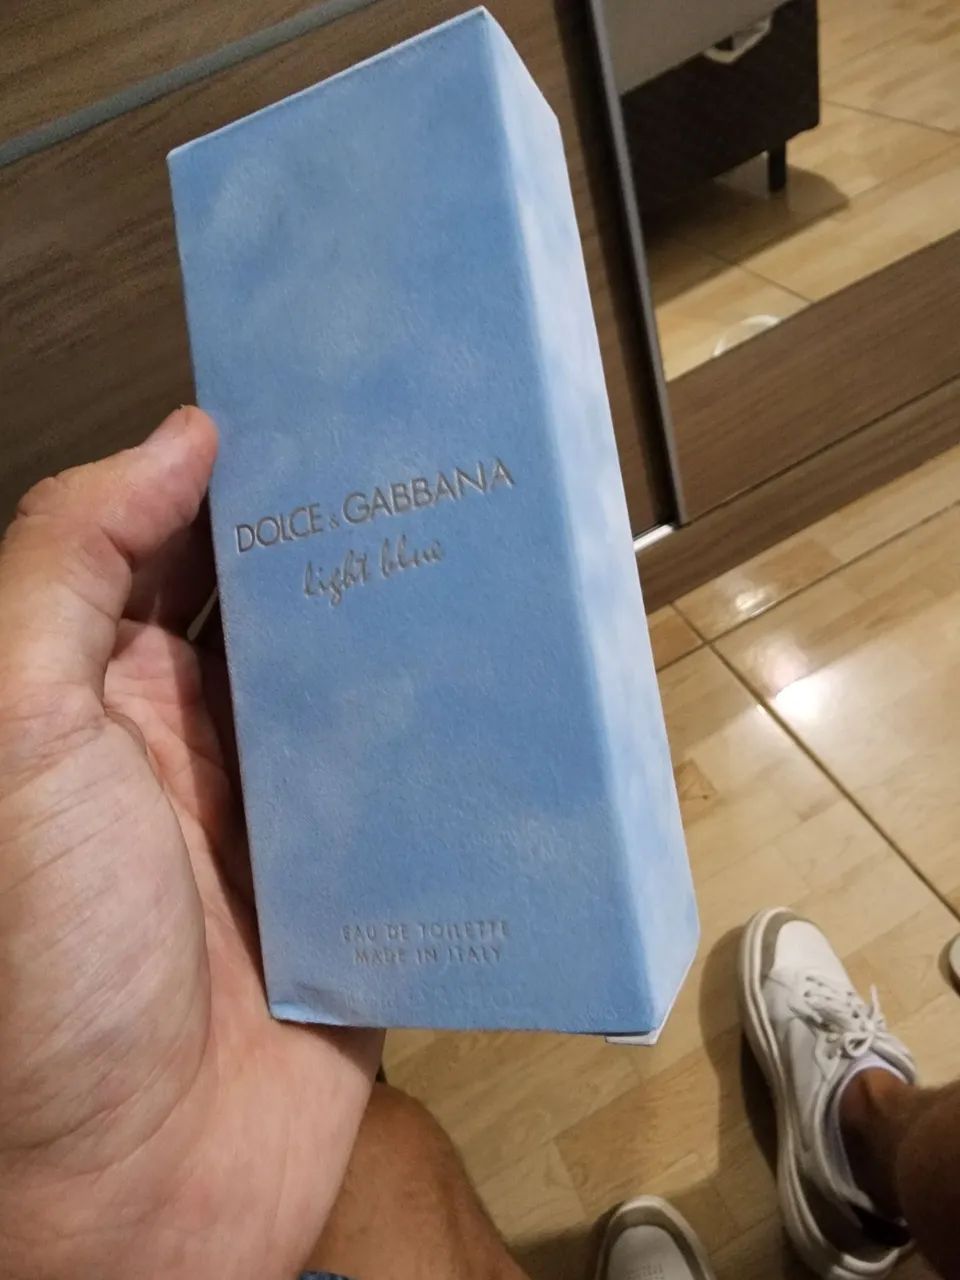 DOLCE & GABBANA
light blue
EAU DE TOILETTE
MADE IN ITALY